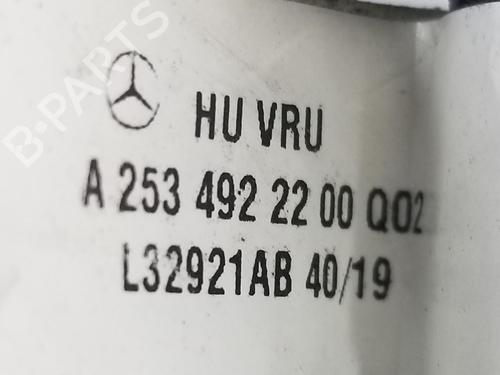 B-PARTS
HU VRU
A 253 492 22 00 Q02
L32921AB 40/19